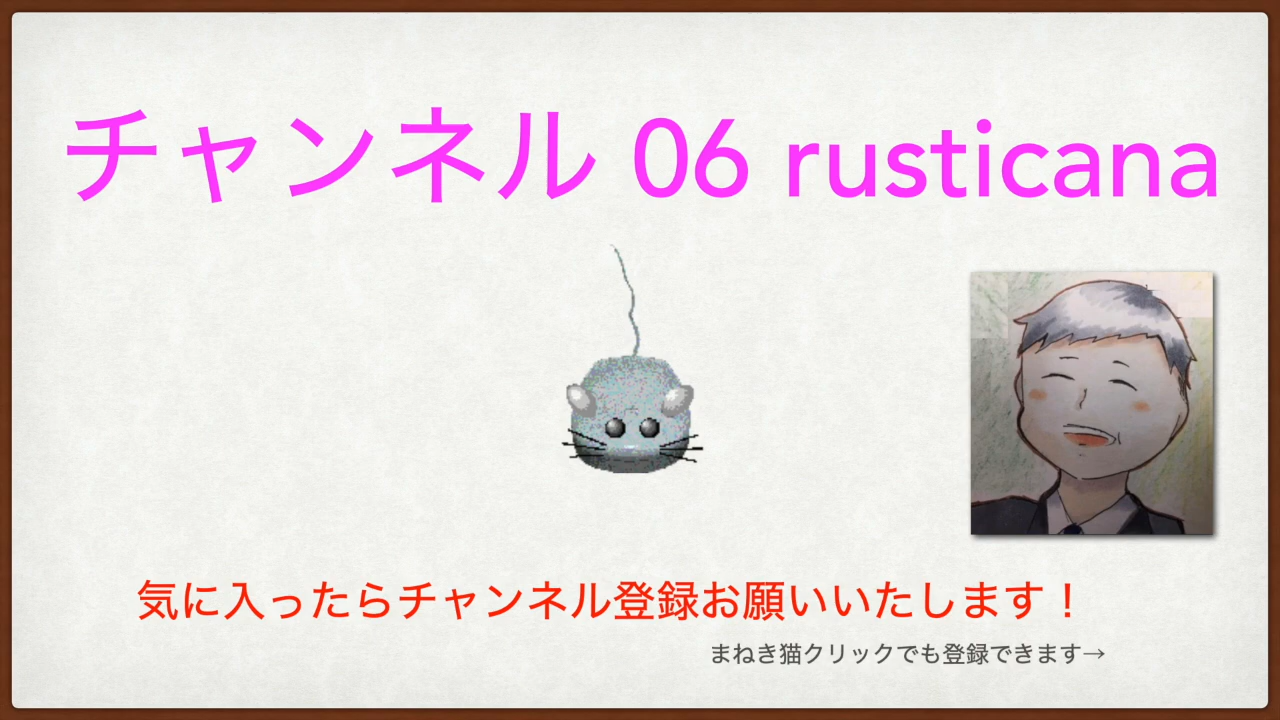 チャンネル 06 rusticana
気に入ったらチャンネル登録お願いいたします！
まねき猫クリックでも登録できます→